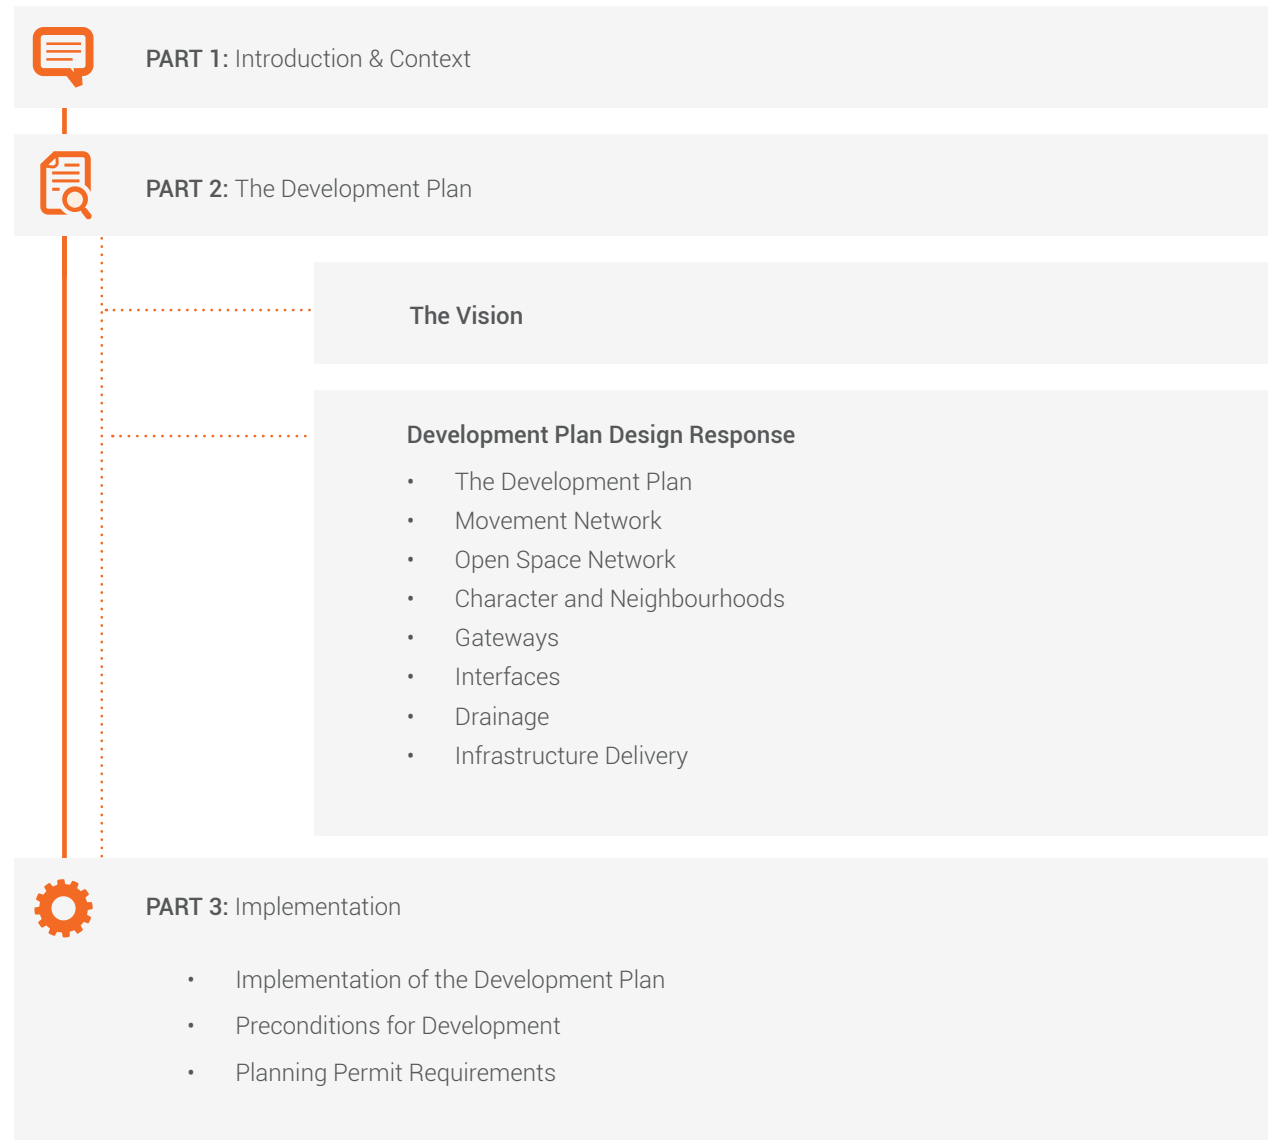 PART 1: Introduction & Context
PART 2: The Development Plan
The Vision
Development Plan Design Response
• The Development Plan
• Movement Network
• Open Space Network
• Character and Neighbourhoods
• Gateways
• Interfaces
• Drainage
• Infrastructure Delivery
PART 3: Implementation
• Implementation of the Development Plan
• Preconditions for Development
• Planning Permit Requirements